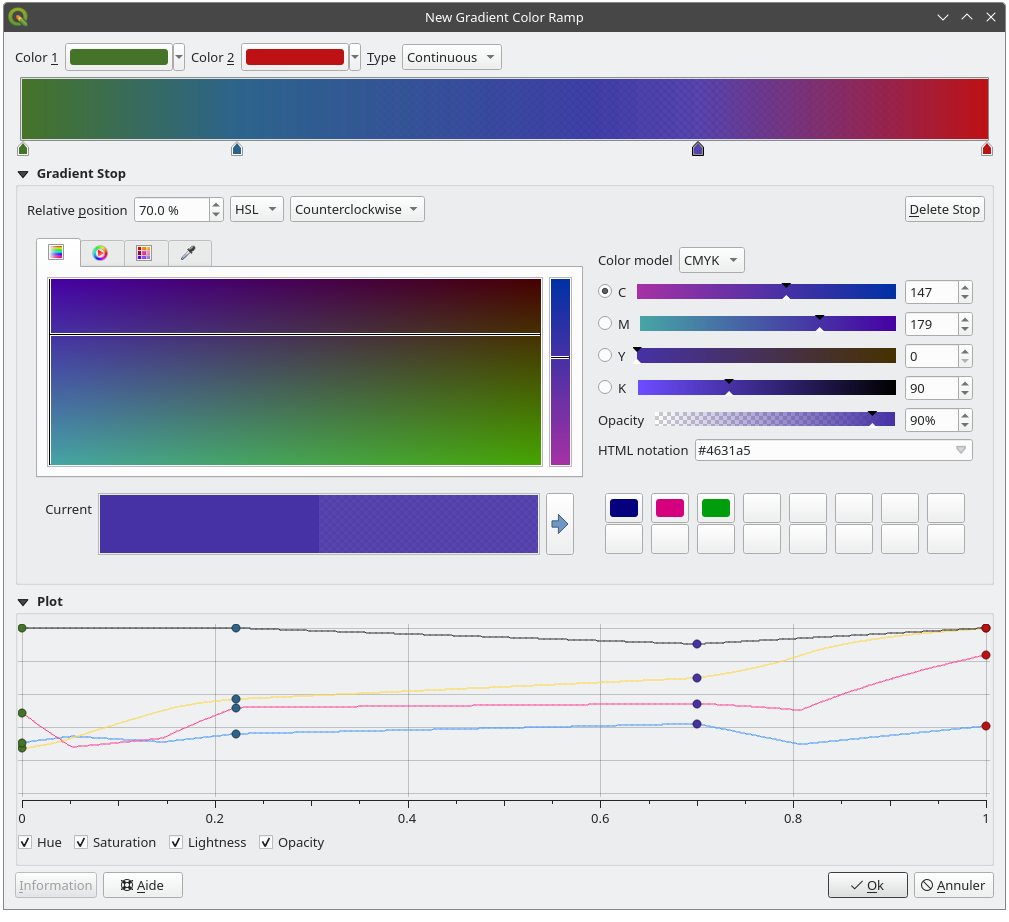 New Gradient Color Ramp
Color 1 Color 2 Type Continuous
Gradient Stop
Relative position 70.0 % HSL Counterclockwise Delete Stop
Color model CMYK
C 147
M 179
Y 0
K 90
Opacity 90%
HTML notation #4631a5
Current
Plot
0 0.2 0.4 0.6 0.8 1
Hue Saturation Lightness Opacity
Information Aide Ok Annuler